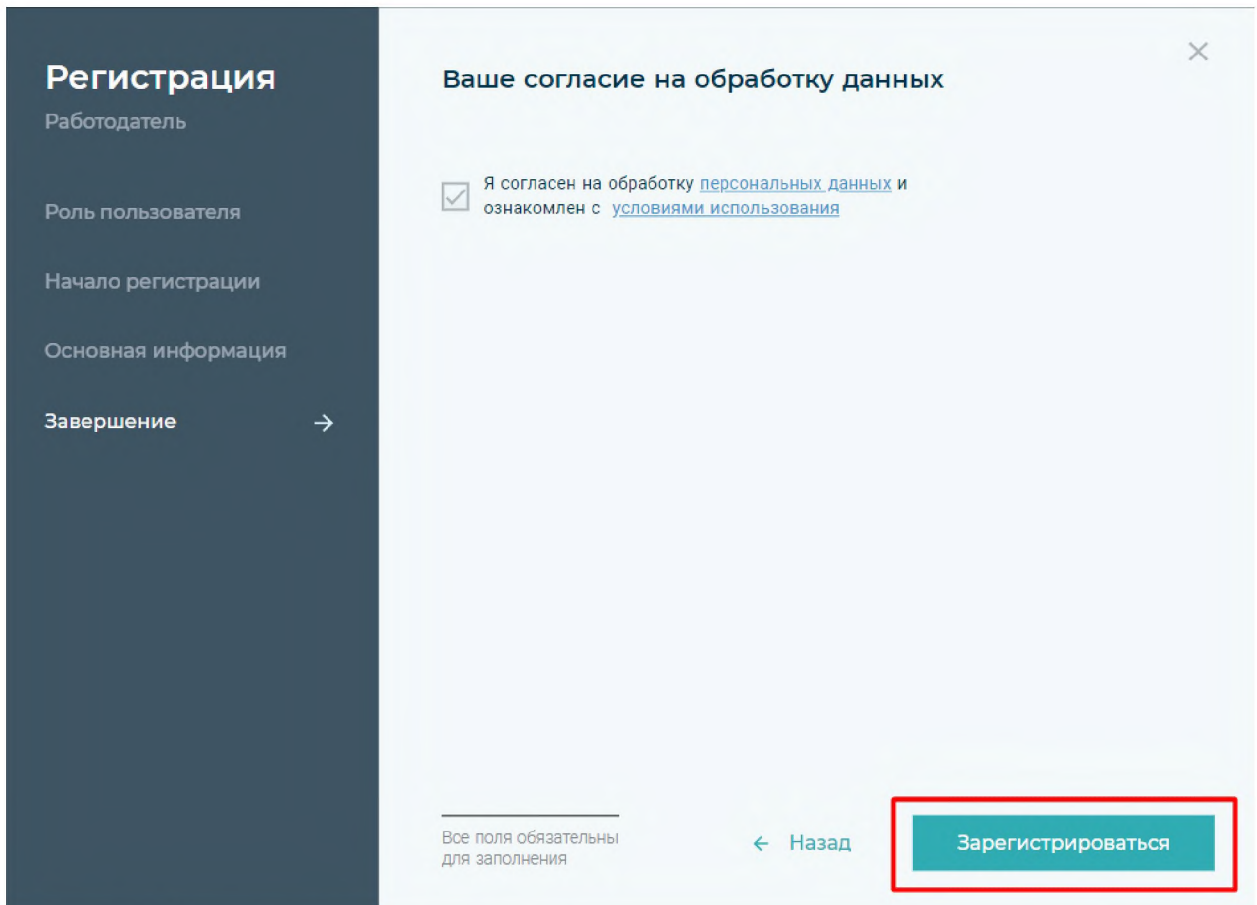 Регистрация
Работодатель
Роль пользователя
Начало регистрации
Основная информация
Завершение →
Ваше согласие на обработку данных
Я согласен на обработку персональных данных и
ознакомлен с условиями использования
Все поля обязательны
для заполнения
← Назад
Зарегистрироваться